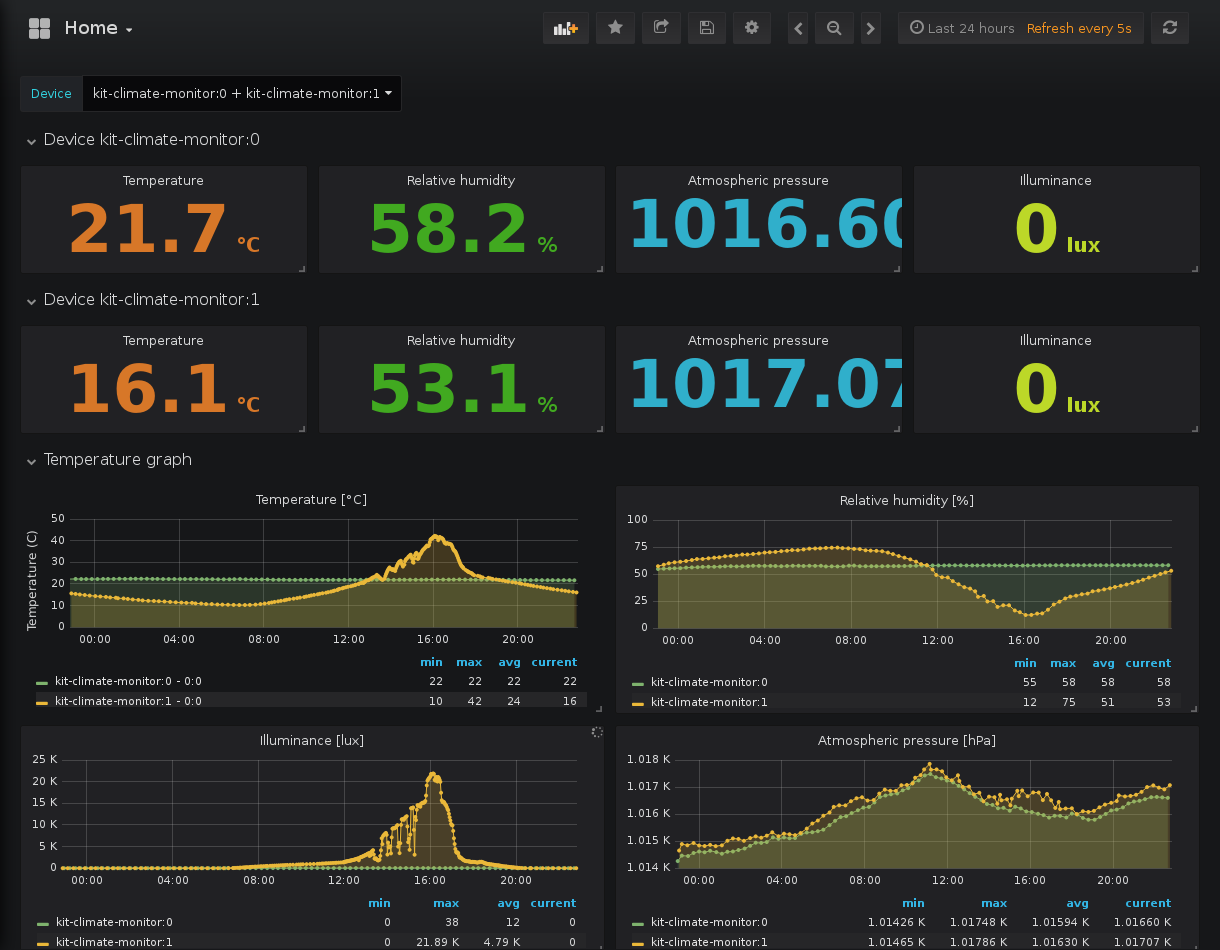 Home
Last 24 hours Refresh every 5s
Device kit-climate-monitor:0 + kit-climate-monitor:1
Device kit-climate-monitor:0
Temperature Relative humidity Atmospheric pressure Illuminance
21.7 °C 58.2 % 1016.60 0 lux
Device kit-climate-monitor:1
Temperature Relative humidity Atmospheric pressure Illuminance
16.1 °C 53.1 % 1017.07 0 lux
Temperature graph
Temperature [°C]
Temperature (C)
50
40
30
20
10
0
00:00 04:00 08:00 12:00 16:00 20:00
min max avg current
kit-climate-monitor:0 - 0:0 22 22 22 22
kit-climate-monitor:1 - 0:0 10 42 24 16
Relative humidity [%]
100
75
50
25
0
00:00 04:00 08:00 12:00 16:00 20:00
min max avg current
kit-climate-monitor:0 55 58 58 58
kit-climate-monitor:1 12 75 51 53
Illuminance [lux]
25 K
20 K
15 K
10 K
5 K
0
00:00 04:00 08:00 12:00 16:00 20:00
min max avg current
kit-climate-monitor:0 0 38 12 0
kit-climate-monitor:1 0 21.89 K 4.79 K 0
Atmospheric pressure [hPa]
1.018 K
1.017 K
1.016 K
1.015 K
1.014 K
00:00 04:00 08:00 12:00 16:00 20:00
min max avg current
kit-climate-monitor:0 1.01426 K 1.01748 K 1.01594 K 1.01660 K
kit-climate-monitor:1 1.01465 K 1.01786 K 1.01630 K 1.01707 K